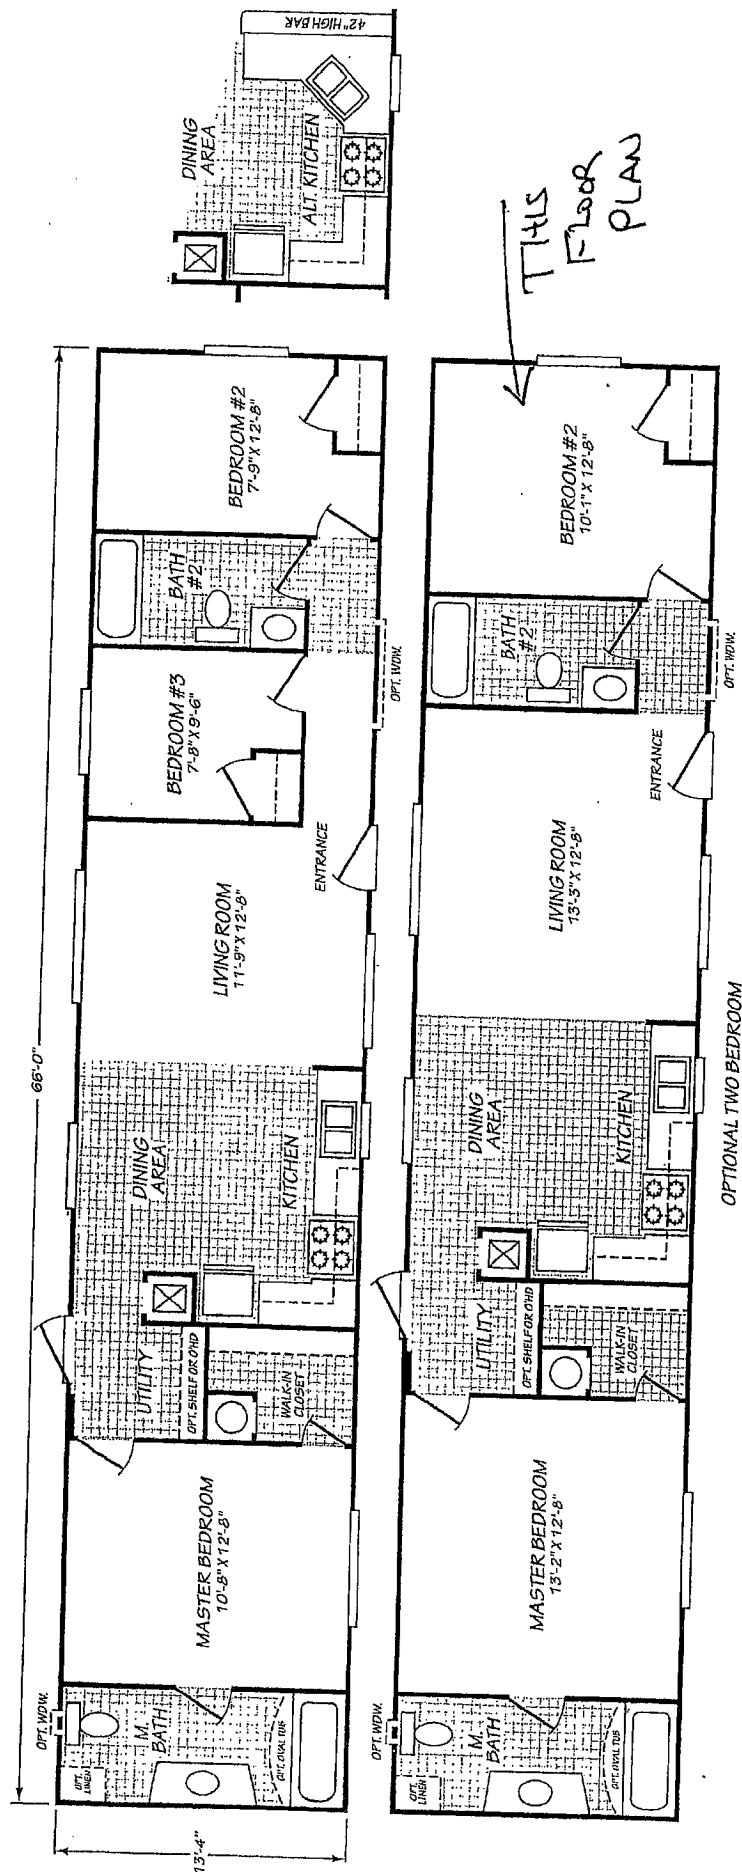 42" HIGH BAR
DINING
AREA
ALT. KITCHEN
THIS
FLOOR
PLAN
66'-0"
13'-4"
BEDROOM #2
7'-9" X 12'-8"
BATH
#2
OPT. WDW.
BEDROOM #3
7'-8" X 9'-6"
ENTRANCE
LIVING ROOM
11'-9" X 12'-8"
DINING
AREA
KITCHEN
UTILITY
OPT. SHELF OR O'HD
WALK-IN
CLOSET
MASTER BEDROOM
10'-8" X 12'-8"
OPT. WDW.
M.
BATH
OPT.
LINEN
OPT. OVAL TUB
BEDROOM #2
10'-1" X 12'-8"
BATH
#2
OPT. WDW.
ENTRANCE
LIVING ROOM
13'-3" X 12'-8"
DINING
AREA
KITCHEN
UTILITY
OPT. SHELF OR O'HD
WALK-IN
CLOSET
MASTER BEDROOM
13'-2" X 12'-8"
OPT. WDW.
M.
BATH
OPT.
LINEN
OPT. OVAL TUB
OPTIONAL TWO BEDROOM